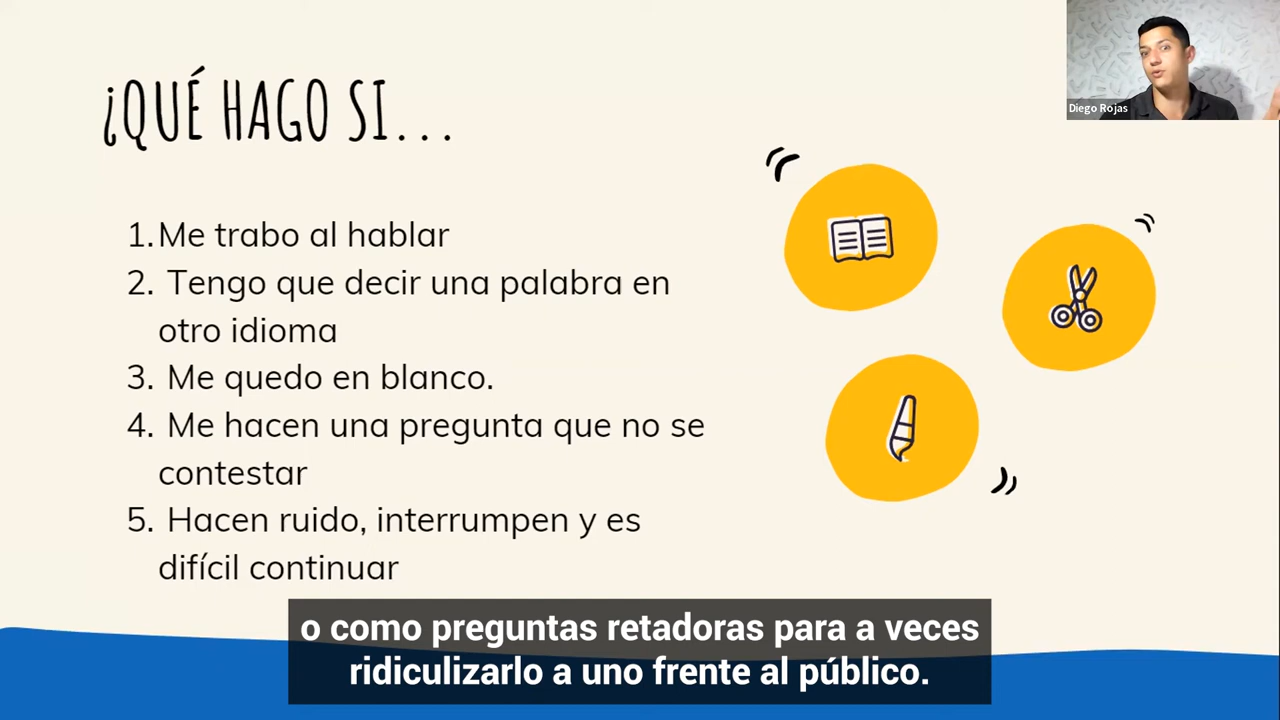 ¿QUÉ HAGO SI...
Diego Rojas
1. Me trabo al hablar
2. Tengo que decir una palabra en
otro idioma
3. Me quedo en blanco.
4. Me hacen una pregunta que no se
contestar
5. Hacen ruido, interrumpen y es
difícil continuar
o como preguntas retadoras para a veces
ridiculizarlo a uno frente al público.